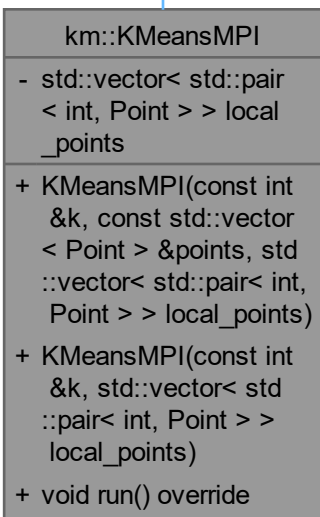 km::KMeansMPI
- std::vector< std::pair
< int, Point > > local
_points
+ KMeansMPI(const int
&k, const std::vector
< Point > &points, std
::vector< std::pair< int,
Point > > local_points)
+ KMeansMPI(const int
&k, std::vector< std
::pair< int, Point > >
local_points)
+ void run() override